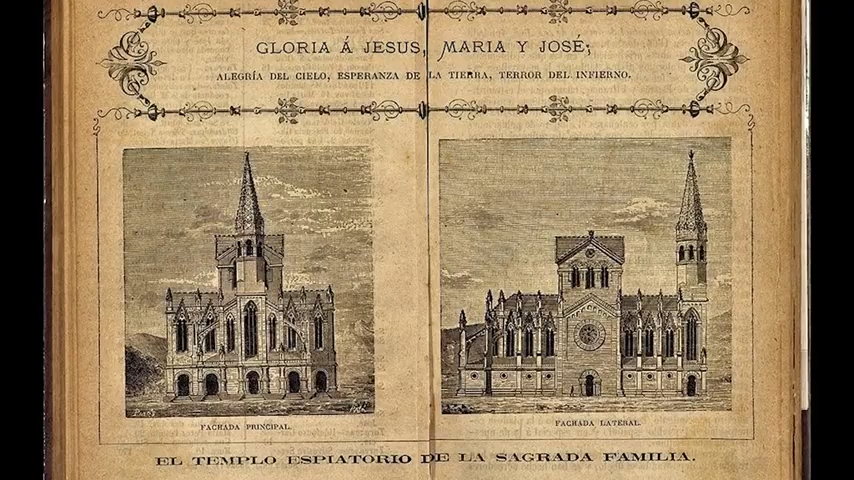 GLORIA Á JESUS, MARIA Y JOSÉ;
ALEGRÍA DEL CIELO, ESPERANZA DE LA TIERRA, TERROR DEL INFIERNO.
FACHADA PRINCIPAL.
FACHADA LATERAL.
EL TEMPLO ESPIATORIO DE LA SAGRADA FAMILIA.